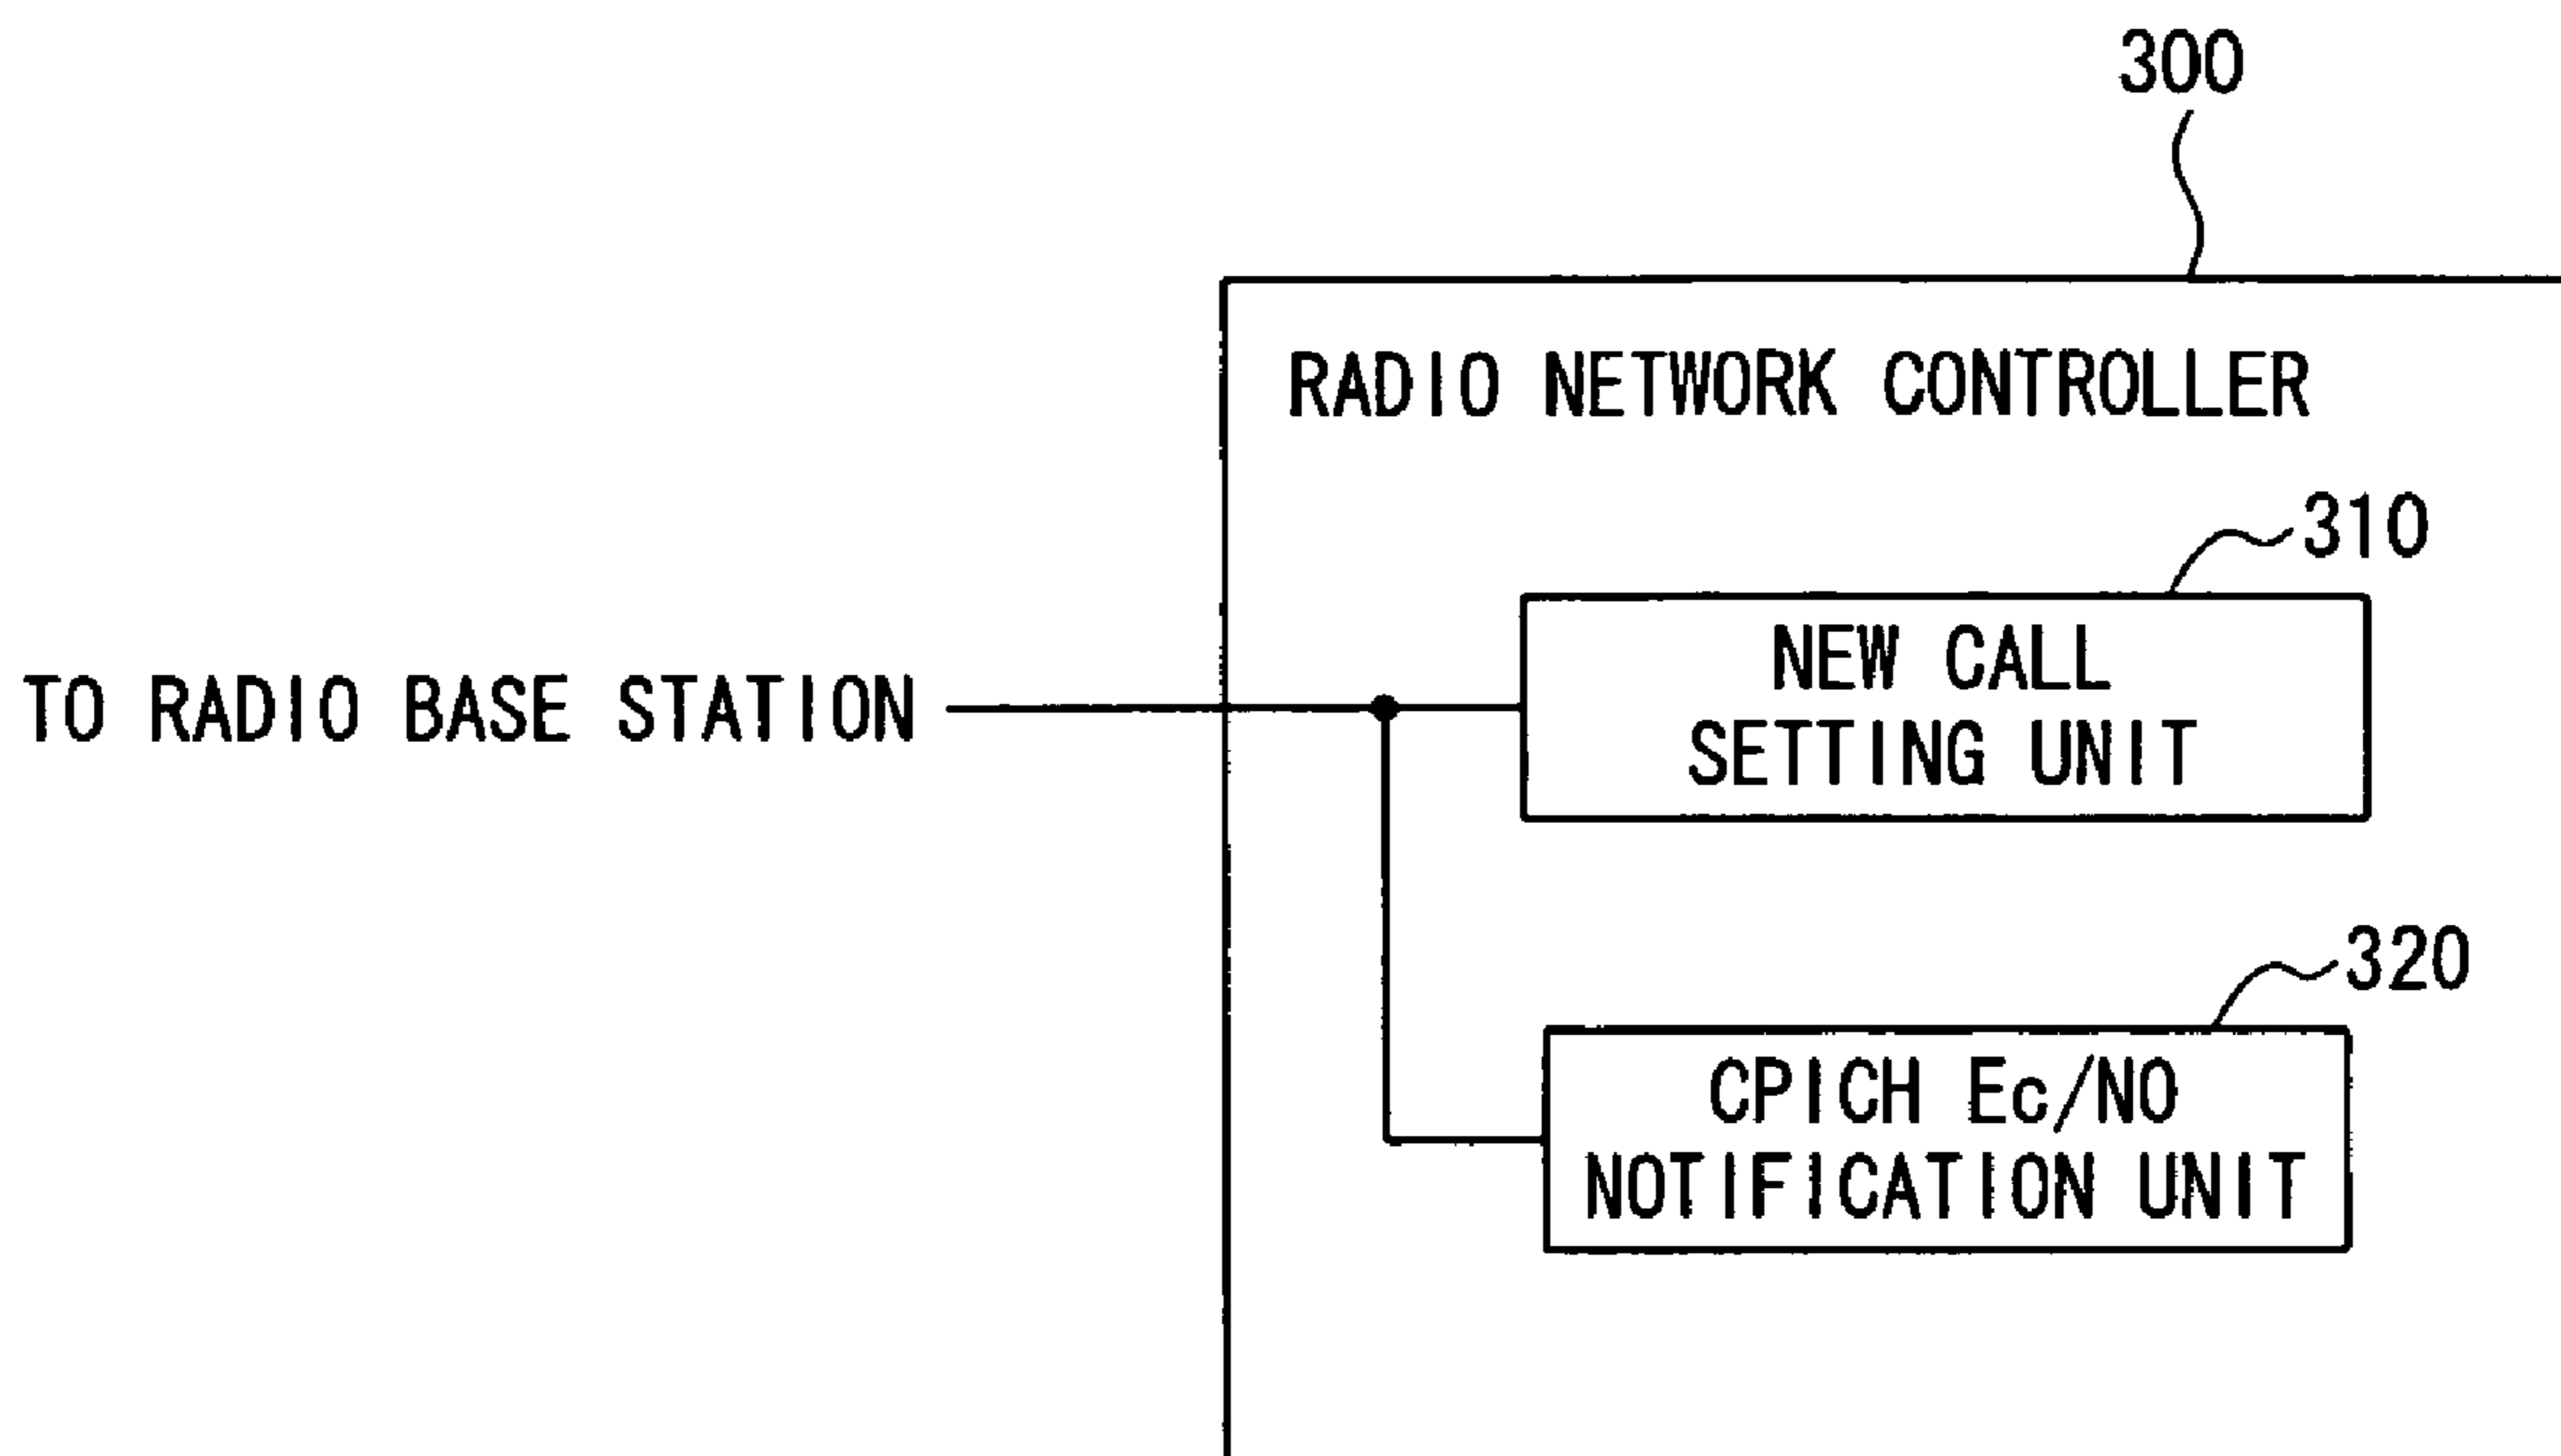 300
RADIO NETWORK CONTROLLER
310
NEW CALL
SETTING UNIT
TO RADIO BASE STATION
320
CPICH Ec/NO
NOTIFICATION UNIT